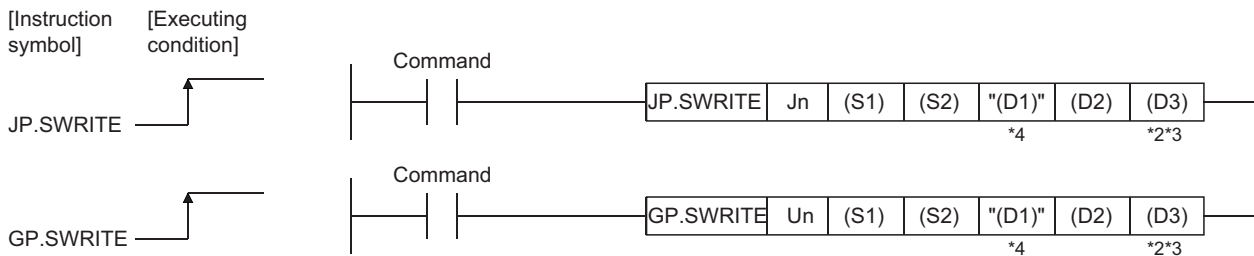 [Instruction symbol] [Executing condition]
Command
JP.SWRITE
JP.SWRITE Jn (S1) (S2) "(D1)" (D2) (D3)
*4 *2*3
Command
GP.SWRITE
GP.SWRITE Un (S1) (S2) "(D1)" (D2) (D3)
*4 *2*3